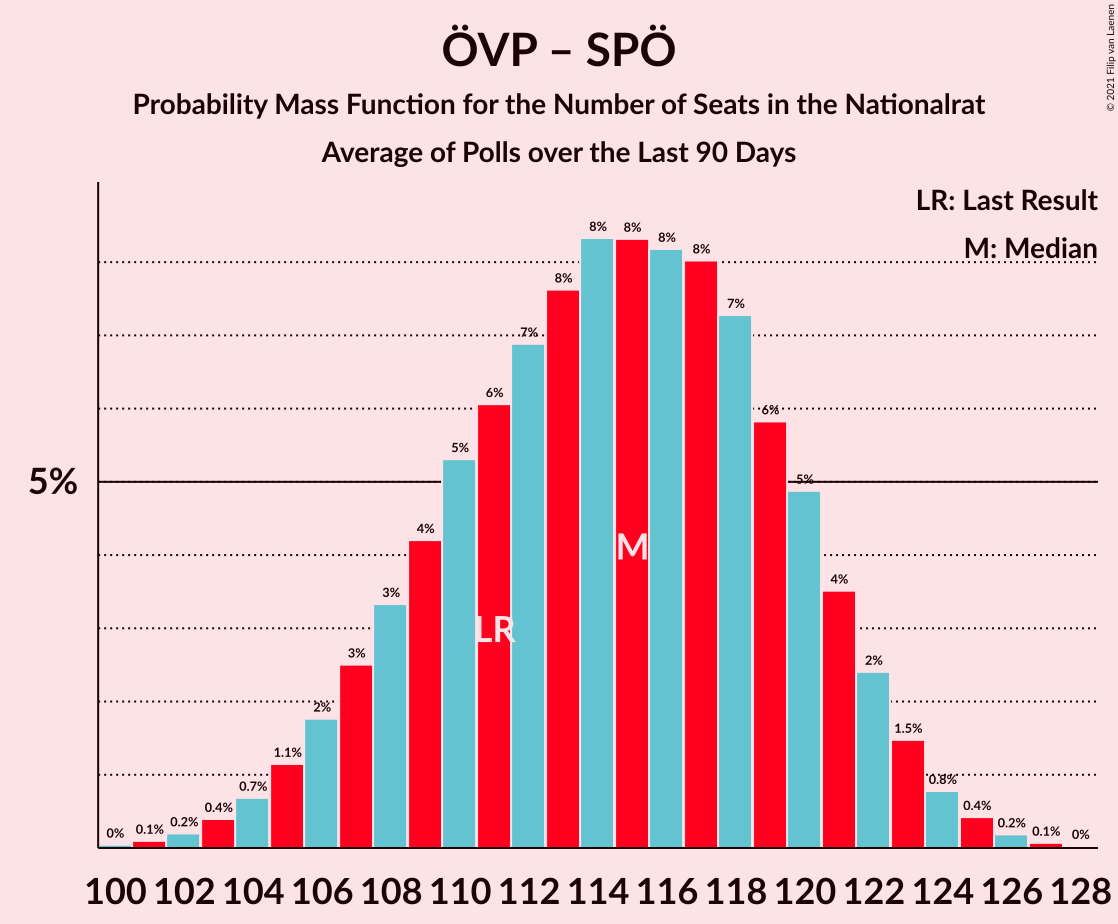 ÖVP – SPÖ
Probability Mass Function for the Number of Seats in the Nationalrat
Average of Polls over the Last 90 Days
© 2021 Filip van Laenen
LR: Last Result
M: Median
5%
0% 0.1% 0.2% 0.4% 0.7% 1.1% 2% 3% 3% 4% 5% 6% 7% 8% 8% 8% 8% 8% 7% 6% 5% 4% 2% 1.5% 0.8% 0.4% 0.2% 0.1% 0%
M
LR
100 102 104 106 108 110 112 114 116 118 120 122 124 126 128